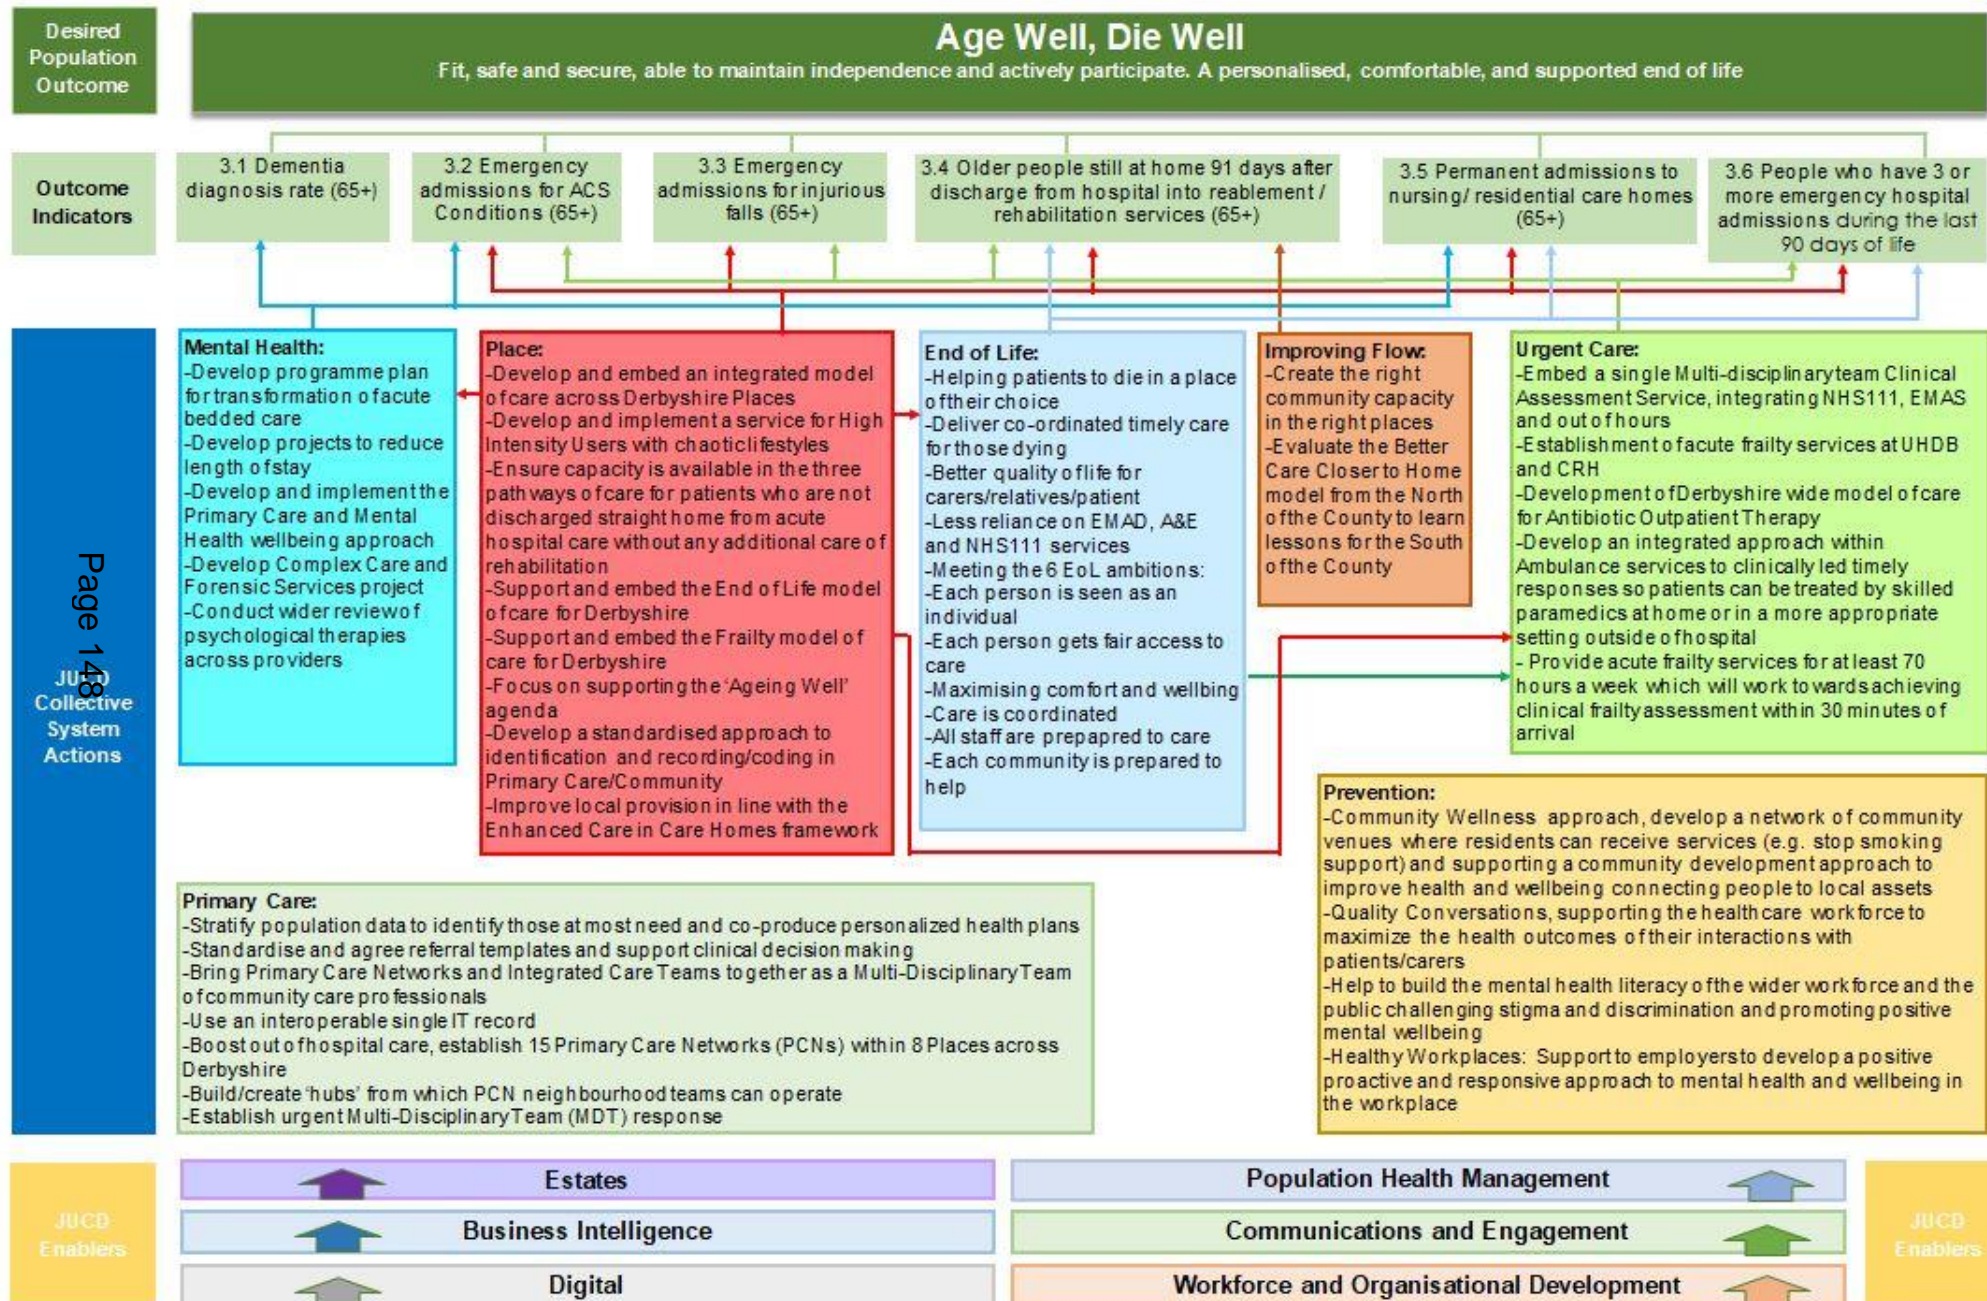 Desired
Population
Outcome
Age Well, Die Well
Fit, safe and secure, able to maintain independence and actively participate. A personalised, comfortable, and supported end of life
Outcome
Indicators
3.1 Dementia
diagnosis rate (65+)
3.2 Emergency
admissions for ACS
Conditions (65+)
3.3 Emergency
admissions for injurious
falls (65+)
3.4 Older people still at home 91 days after
discharge from hospital into reablement /
rehabilitation services (65+)
3.5 Permanent admissions to
nursing/ residential care homes
(65+)
3.6 People who have 3 or
more emergency hospital
admissions during the last
90 days of life
Page 148
JUCD
Collective
System
Actions
Mental Health:
-Develop programme plan
for transformation of acute
bedded care
-Develop projects to reduce
length of stay
-Develop and implement the
Primary Care and Mental
Health wellbeing approach
-Develop Complex Care and
Forensic Services project
-Conduct wider review of
psychological therapies
across providers
Place:
-Develop and embed an integrated model
of care across Derbyshire Places
-Develop and implement a service for High
Intensity Users with chaotic lifestyles
-Ensure capacity is available in the three
pathways of care for patients who are not
discharged straight home from acute
hospital care without any additional care of
rehabilitation
-Support and embed the End of Life model
of care for Derbyshire
-Support and embed the Frailty model of
care for Derbyshire
-Focus on supporting the ‘Ageing Well’
agenda
-Develop a standardised approach to
identification and recording/coding in
Primary Care/Community
-Improve local provision in line with the
Enhanced Care in Care Homes framework
End of Life:
-Helping patients to die in a place
of their choice
-Deliver co-ordinated timely care
for those dying
-Better quality of life for
carers/relatives/patient
-Less reliance on EMAD, A&E
and NHS111 services
-Meeting the 6 EoL ambitions:
-Each person is seen as an
individual
-Each person gets fair access to
care
-Maximising comfort and wellbing
-Care is coordinated
-All staff are prepapred to care
-Each community is prepared to
help
Improving Flow:
-Create the right
community capacity
in the right places
-Evaluate the Better
Care Closer to Home
model from the North
of the County to learn
lessons for the South
of the County
Urgent Care:
-Embed a single Multi-disciplinary team Clinical
Assessment Service, integrating NHS111, EMAS
and out of hours
-Establishment of acute frailty services at UHDB
and CRH
-Development of Derbyshire wide model of care
for Antibiotic Outpatient Therapy
-Develop an integrated approach within
Ambulance services to clinically led timely
responses so patients can be treated by skilled
paramedics at home or in a more appropriate
setting outside of hospital
- Provide acute frailty services for at least 70
hours a week which will work towards achieving
clinical frailty assessment within 30 minutes of
arrival
Prevention:
-Community Wellness approach, develop a network of community
venues where residents can receive services (e.g. stop smoking
support) and supporting a community development approach to
improve health and wellbeing connecting people to local assets
-Quality Conversations, supporting the healthcare workforce to
maximize the health outcomes of their interactions with
patients/carers
-Help to build the mental health literacy of the wider workforce and the
public challenging stigma and discrimination and promoting positive
mental wellbeing
-Healthy Workplaces: Support to employers to develop a positive
proactive and responsive approach to mental health and wellbeing in
the workplace
Primary Care:
-Stratify population data to identify those at most need and co-produce personalized health plans
-Standardise and agree referral templates and support clinical decision making
-Bring Primary Care Networks and Integrated Care Teams together as a Multi-Disciplinary Team
of community care professionals
-Use an interoperable single IT record
-Boost out of hospital care, establish 15 Primary Care Networks (PCNs) within 8 Places across
Derbyshire
-Build/create ‘hubs’ from which PCN neighbourhood teams can operate
-Establish urgent Multi-Disciplinary Team (MDT) response
JUCD
Enablers
Estates
Business Intelligence
Digital
Population Health Management
Communications and Engagement
Workforce and Organisational Development
JUCD
Enablers